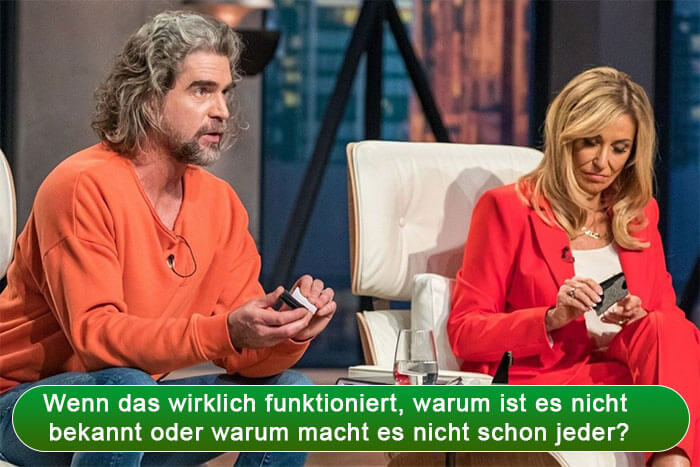 Wenn das wirklich funktioniert, warum ist es nicht
bekannt oder warum macht es nicht schon jeder?